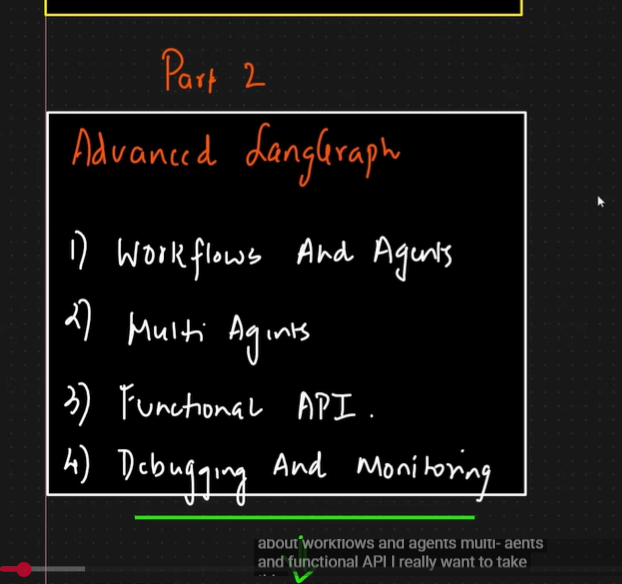 Part 2
Advanced LangGraph
1) Workflows And Agents
2) Multi Agents
3) Functional API.
4) Debugging And Monitoring
about workflows and agents multi- aents
and functional API I really want to take